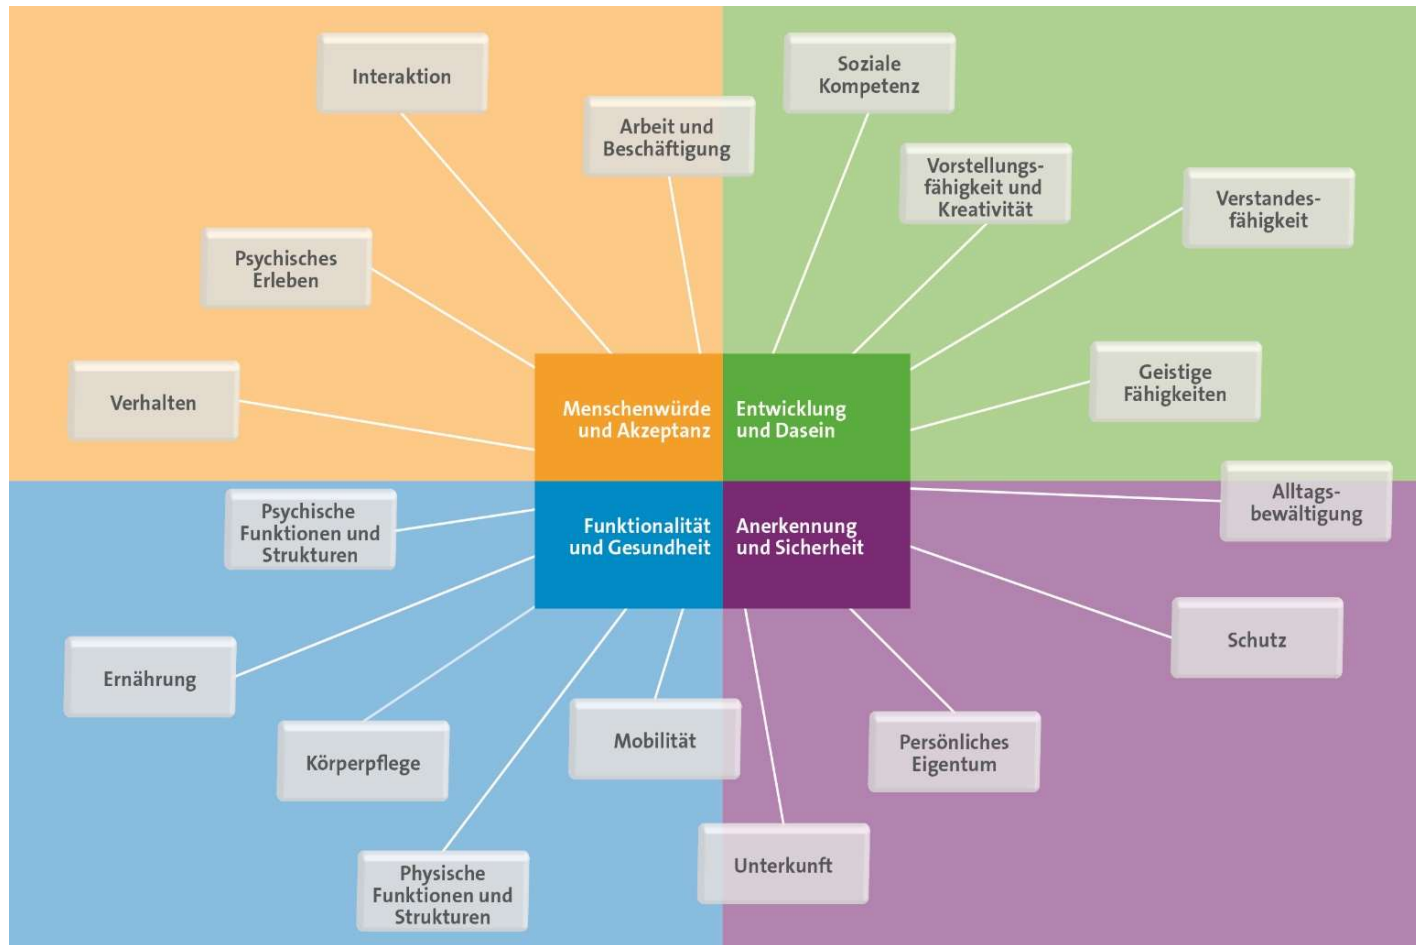 Interaktion
Arbeit und
Beschäftigung
Psychisches
Erleben
Verhalten
Soziale
Kompetenz
Vorstellungs-
fähigkeit und
Kreativität
Verstandes-
fähigkeit
Geistige
Fähigkeiten
Menschenwürde
und Akzeptanz
Entwicklung
und Dasein
Funktionalität
und Gesundheit
Anerkennung
und Sicherheit
Psychische
Funktionen und
Strukturen
Ernährung
Körperpflege
Physische
Funktionen und
Strukturen
Mobilität
Alltags-
bewältigung
Schutz
Persönliches
Eigentum
Unterkunft